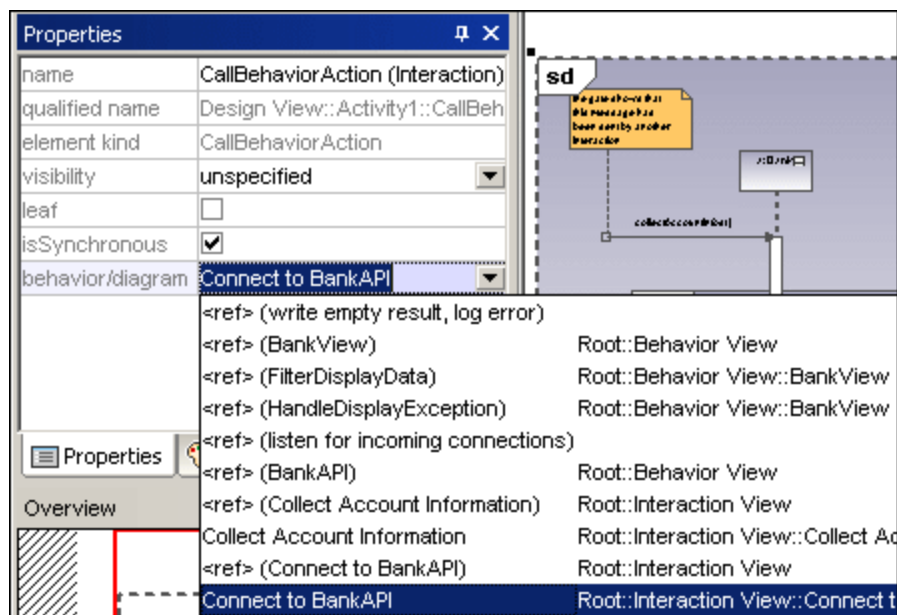 Properties
name CallBehaviorAction (Interaction)
qualified name Design View::Activity1::CallBeh
element kind CallBehaviorAction
visibility unspecified
leaf
isSynchronous
behavior/diagram Connect to BankAPI
<ref> (write empty result, log error)
<ref> (BankView) Root::Behavior View
<ref> (FilterDisplayData) Root::Behavior View::BankView
<ref> (HandleDisplayException) Root::Behavior View::BankView
<ref> (listen for incoming connections)
<ref> (BankAPI) Root::Behavior View
<ref> (Collect Account Information) Root::Interaction View
Collect Account Information Root::Interaction View::Collect Ac
<ref> (Connect to BankAPI) Root::Interaction View
Connect to BankAPI Root::Interaction View::Connect t
Properties
Overview
sd